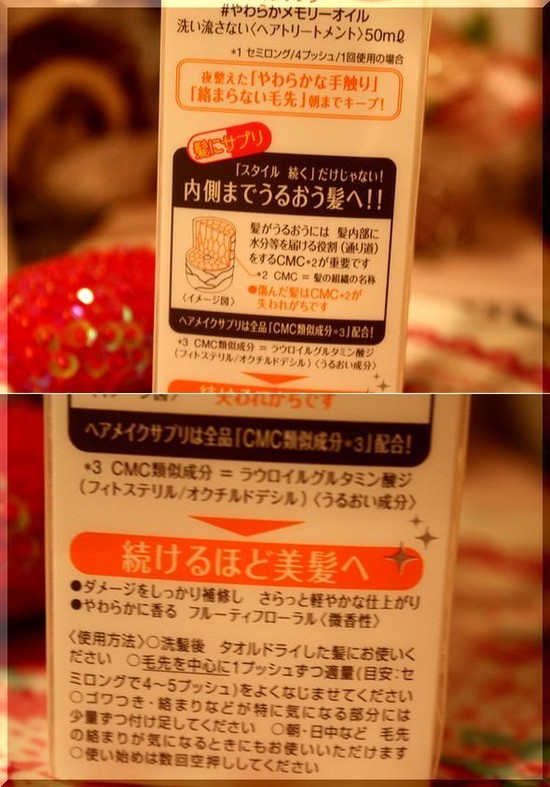 #やわらかメモリーオイル
洗い流さない〈ヘアトリートメント〉50mℓ
*1 セミロング/4プッシュ/1回使用の場合
夜整えた「やわらかな手触り」
「絡まらない毛先」朝までキープ!
髪にサプリ
「スタイル 続く」だけじゃない!
内側までうるおう髪へ!!
髪がうるおうには 髪内部に
水分等を届ける役割(通り道)
をするCMC*2が重要です
*2 CMC = 髪の組織の名称
●傷んだ髪はCMC*2が
失われがちです
〈イメージ図〉
ヘアメイクサプリは全品「CMC類似成分*3」配合!
*3 CMC類似成分 = ラウロイルグルタミン酸ジ
(フィトステリル/オクチルドデシル)〈うるおい成分〉
失われがちです
ヘアメイクサプリは全品「CMC類似成分*3」配合!
*3 CMC類似成分 = ラウロイルグルタミン酸ジ
(フィトステリル/オクチルドデシル)〈うるおい成分〉
続けるほど美髪へ
●ダメージをしっかり補修し さらっと軽やかな仕上がり
●やわらかに香る フルーティフローラル〈微香性〉
〈使用方法〉○洗髪後 タオルドライした髪にお使いく
ださい ○毛先を中心に1プッシュずつ適量(目安:セ
ミロングで4〜5プッシュ)をよくなじませてください
○ゴワつき・絡まりなどが特に気になる部分には
少量ずつ付け足してください ○朝・日中など 毛先
の絡まりが気になるときにもお使いいただけます
○使い始めは数回空押ししてください